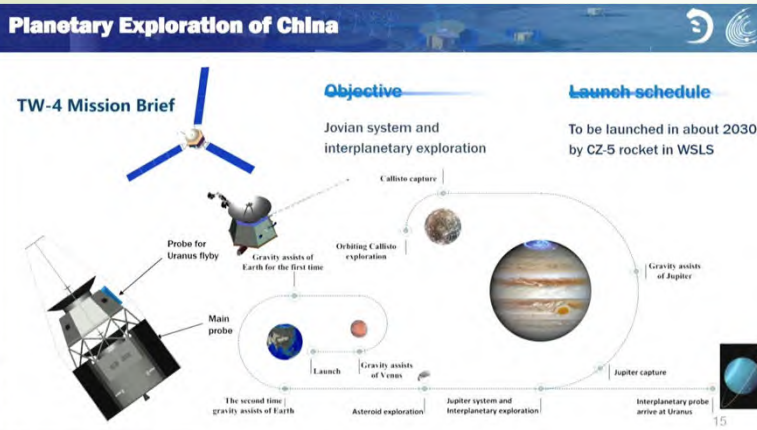 Planetary Exploration of China
TW-4 Mission Brief
Objective
Jovian system and
interplanetary exploration
Launch schedule
To be launched in about 2030
by CZ-5 rocket in WSLS
Callisto capture
Probe for
Uranus flyby
Gravity assists of
Earth for the first time
Orbiting Callisto
exploration
Gravity assists
of Jupiter
Main
probe
Launch
Gravity assists
of Venus
Jupiter capture
The second time
gravity assists of Earth
Asteroid exploration
Jupiter system and
Interplanetary exploration
Interplanetary probe
arrive at Uranus
15